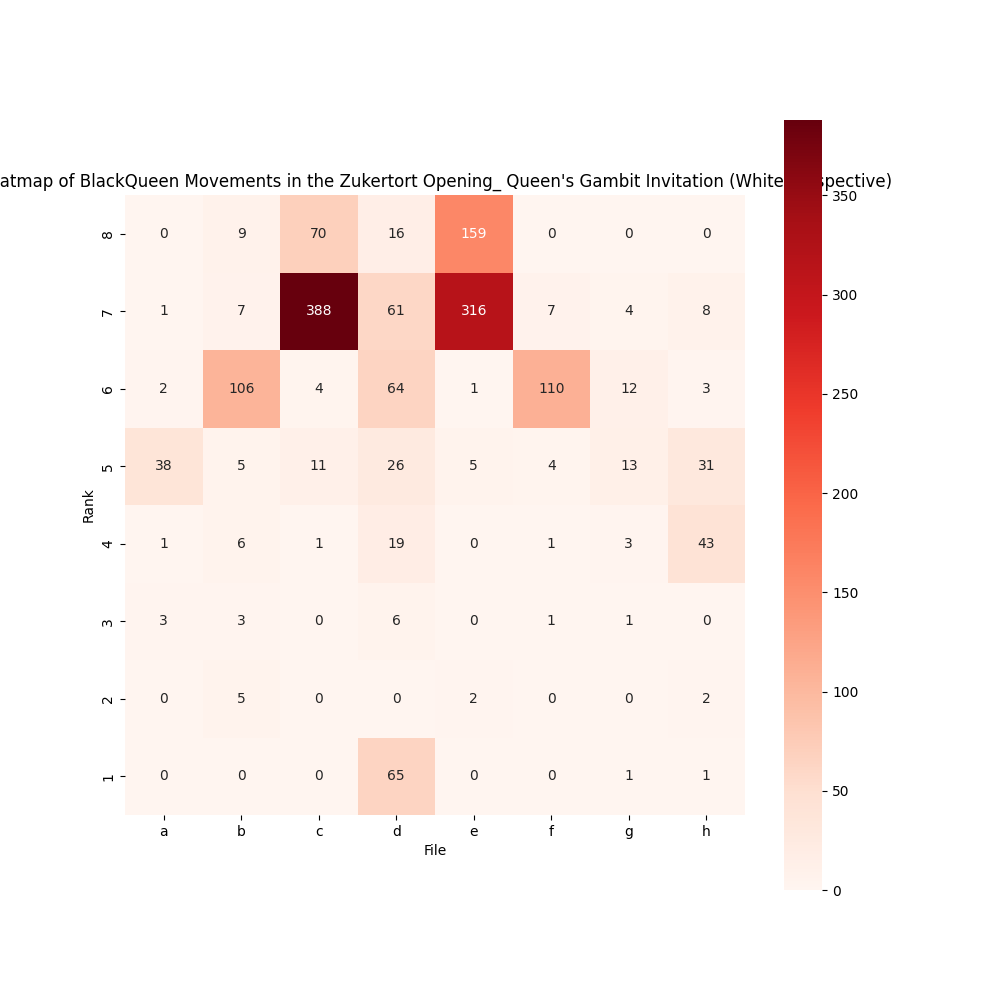 atmap of BlackQueen Movements in the Zukertort Opening_ Queen's Gambit Invitation (White spective)
350
8 0 9 70 16 159 0 0 0
300
7 1 7 388 61 316 7 4 8
250
6 2 106 4 64 1 110 12 3
200
5 38 5 11 26 5 4 13 31
Rank
4 1 6 1 19 0 1 3 43
150
3 3 3 0 6 0 1 1 0
100
2 0 5 0 0 2 0 0 2
50
1 0 0 0 65 0 0 1 1
a b c d e f g h
File
0